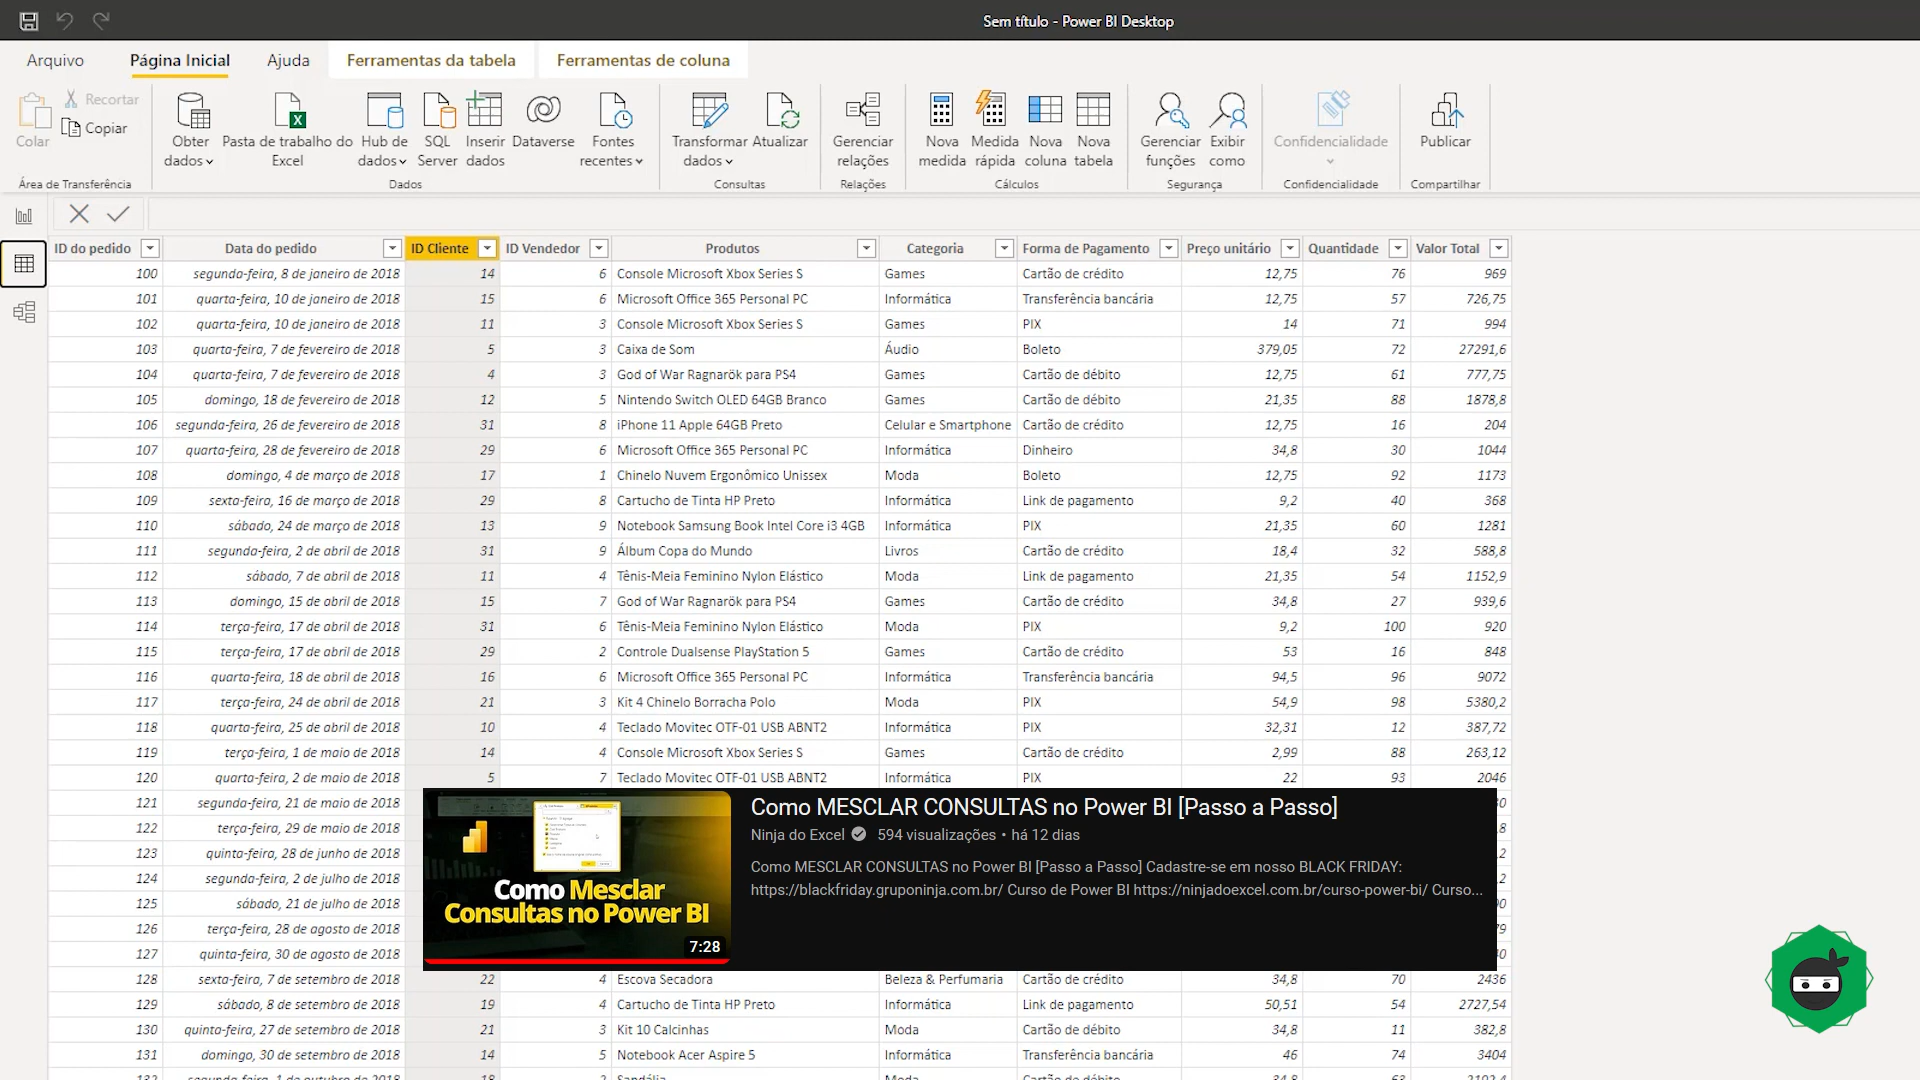 Sem título - Power BI Desktop
Arquivo Página Inicial Ajuda Ferramentas da tabela Ferramentas de coluna
Colar Recortar Copiar
Obter dados Pasta de trabalho do Excel Hub de dados SQL Server Inserir dados Dataverse Fontes recentes Transformar dados Atualizar Gerenciar relações Nova medida Medida rápida Nova coluna Nova tabela Gerenciar funções Exibir como Confidencialidade Publicar
Área de Transferência Dados Consultas Relações Cálculos Segurança Confidencialidade Compartilhar
ID do pedido Data do pedido ID Cliente ID Vendedor Produtos Categoria Forma de Pagamento Preço unitário Quantidade Valor Total
100 segunda-feira, 8 de janeiro de 2018 14 6 Console Microsoft Xbox Series S Games Cartão de crédito 12,75 76 969
101 quarta-feira, 10 de janeiro de 2018 15 6 Microsoft Office 365 Personal PC Informática Transferência bancária 12,75 57 726,75
102 quarta-feira, 10 de janeiro de 2018 11 3 Console Microsoft Xbox Series S Games PIX 14 71 994
103 quarta-feira, 7 de fevereiro de 2018 5 3 Caixa de Som Áudio Boleto 379,05 72 27291,6
104 quarta-feira, 7 de fevereiro de 2018 4 3 God of War Ragnarök para PS4 Games Cartão de débito 12,75 61 777,75
105 domingo, 18 de fevereiro de 2018 12 5 Nintendo Switch OLED 64GB Branco Games Cartão de débito 21,35 88 1878,8
106 segunda-feira, 26 de fevereiro de 2018 31 8 iPhone 11 Apple 64GB Preto Celular e Smartphone Cartão de crédito 12,75 16 204
107 quarta-feira, 28 de fevereiro de 2018 29 6 Microsoft Office 365 Personal PC Informática Dinheiro 34,8 30 1044
108 domingo, 4 de março de 2018 17 1 Chinelo Nuvem Ergonômico Unissex Moda Boleto 12,75 92 1173
109 sexta-feira, 16 de março de 2018 29 8 Cartucho de Tinta HP Preto Informática Link de pagamento 9,2 40 368
110 sábado, 24 de março de 2018 13 9 Notebook Samsung Book Intel Core i3 4GB Informática PIX 21,35 60 1281
111 segunda-feira, 2 de abril de 2018 31 9 Álbum Copa do Mundo Livros Cartão de crédito 18,4 32 588,8
112 sábado, 7 de abril de 2018 11 4 Tênis-Meia Feminino Nylon Elástico Moda Link de pagamento 21,35 54 1152,9
113 domingo, 15 de abril de 2018 15 7 God of War Ragnarök para PS4 Games Cartão de crédito 34,8 27 939,6
114 terça-feira, 17 de abril de 2018 31 6 Tênis-Meia Feminino Nylon Elástico Moda PIX 9,2 100 920
115 terça-feira, 17 de abril de 2018 29 2 Controle Dualsense PlayStation 5 Games Cartão de crédito 53 16 848
116 quarta-feira, 18 de abril de 2018 16 6 Microsoft Office 365 Personal PC Informática Transferência bancária 94,5 96 9072
117 terça-feira, 24 de abril de 2018 21 3 Kit 4 Chinelo Borracha Polo Moda PIX 54,9 98 5380,2
118 quarta-feira, 25 de abril de 2018 10 4 Teclado Movitec OTF-01 USB ABNT2 Informática PIX 32,31 12 387,72
119 terça-feira, 1 de maio de 2018 14 4 Console Microsoft Xbox Series S Games Cartão de crédito 2,99 88 263,12
120 quarta-feira, 2 de maio de 2018 5 7 Teclado Movitec OTF-01 USB ABNT2 Informática PIX 22 93 2046
121 segunda-feira, 21 de maio de 2018
122 terça-feira, 29 de maio de 2018
123 quinta-feira, 28 de junho de 2018
124 segunda-feira, 2 de julho de 2018
125 sábado, 21 de julho de 2018
126 terça-feira, 28 de agosto de 2018
127 quinta-feira, 30 de agosto de 2018
Como Mesclar
Consultas no Power BI
7:28
Como MESCLAR CONSULTAS no Power BI [Passo a Passo]
Ninja do Excel 594 visualizações • há 12 dias
Como MESCLAR CONSULTAS no Power BI [Passo a Passo] Cadastre-se em nosso BLACK FRIDAY:
https://blackfriday.gruponinja.com.br/ Curso de Power BI https://ninjadoexcel.com.br/curso-power-bi/ Curso...
128 sexta-feira, 7 de setembro de 2018 22 4 Escova Secadora Beleza & Perfumaria Cartão de crédito 34,8 70 2436
129 sábado, 8 de setembro de 2018 19 4 Cartucho de Tinta HP Preto Informática Link de pagamento 50,51 54 2727,54
130 quinta-feira, 27 de setembro de 2018 21 3 Kit 10 Calcinhas Moda Cartão de débito 34,8 11 382,8
131 domingo, 30 de setembro de 2018 14 5 Notebook Acer Aspire 5 Informática Transferência bancária 46 74 3404